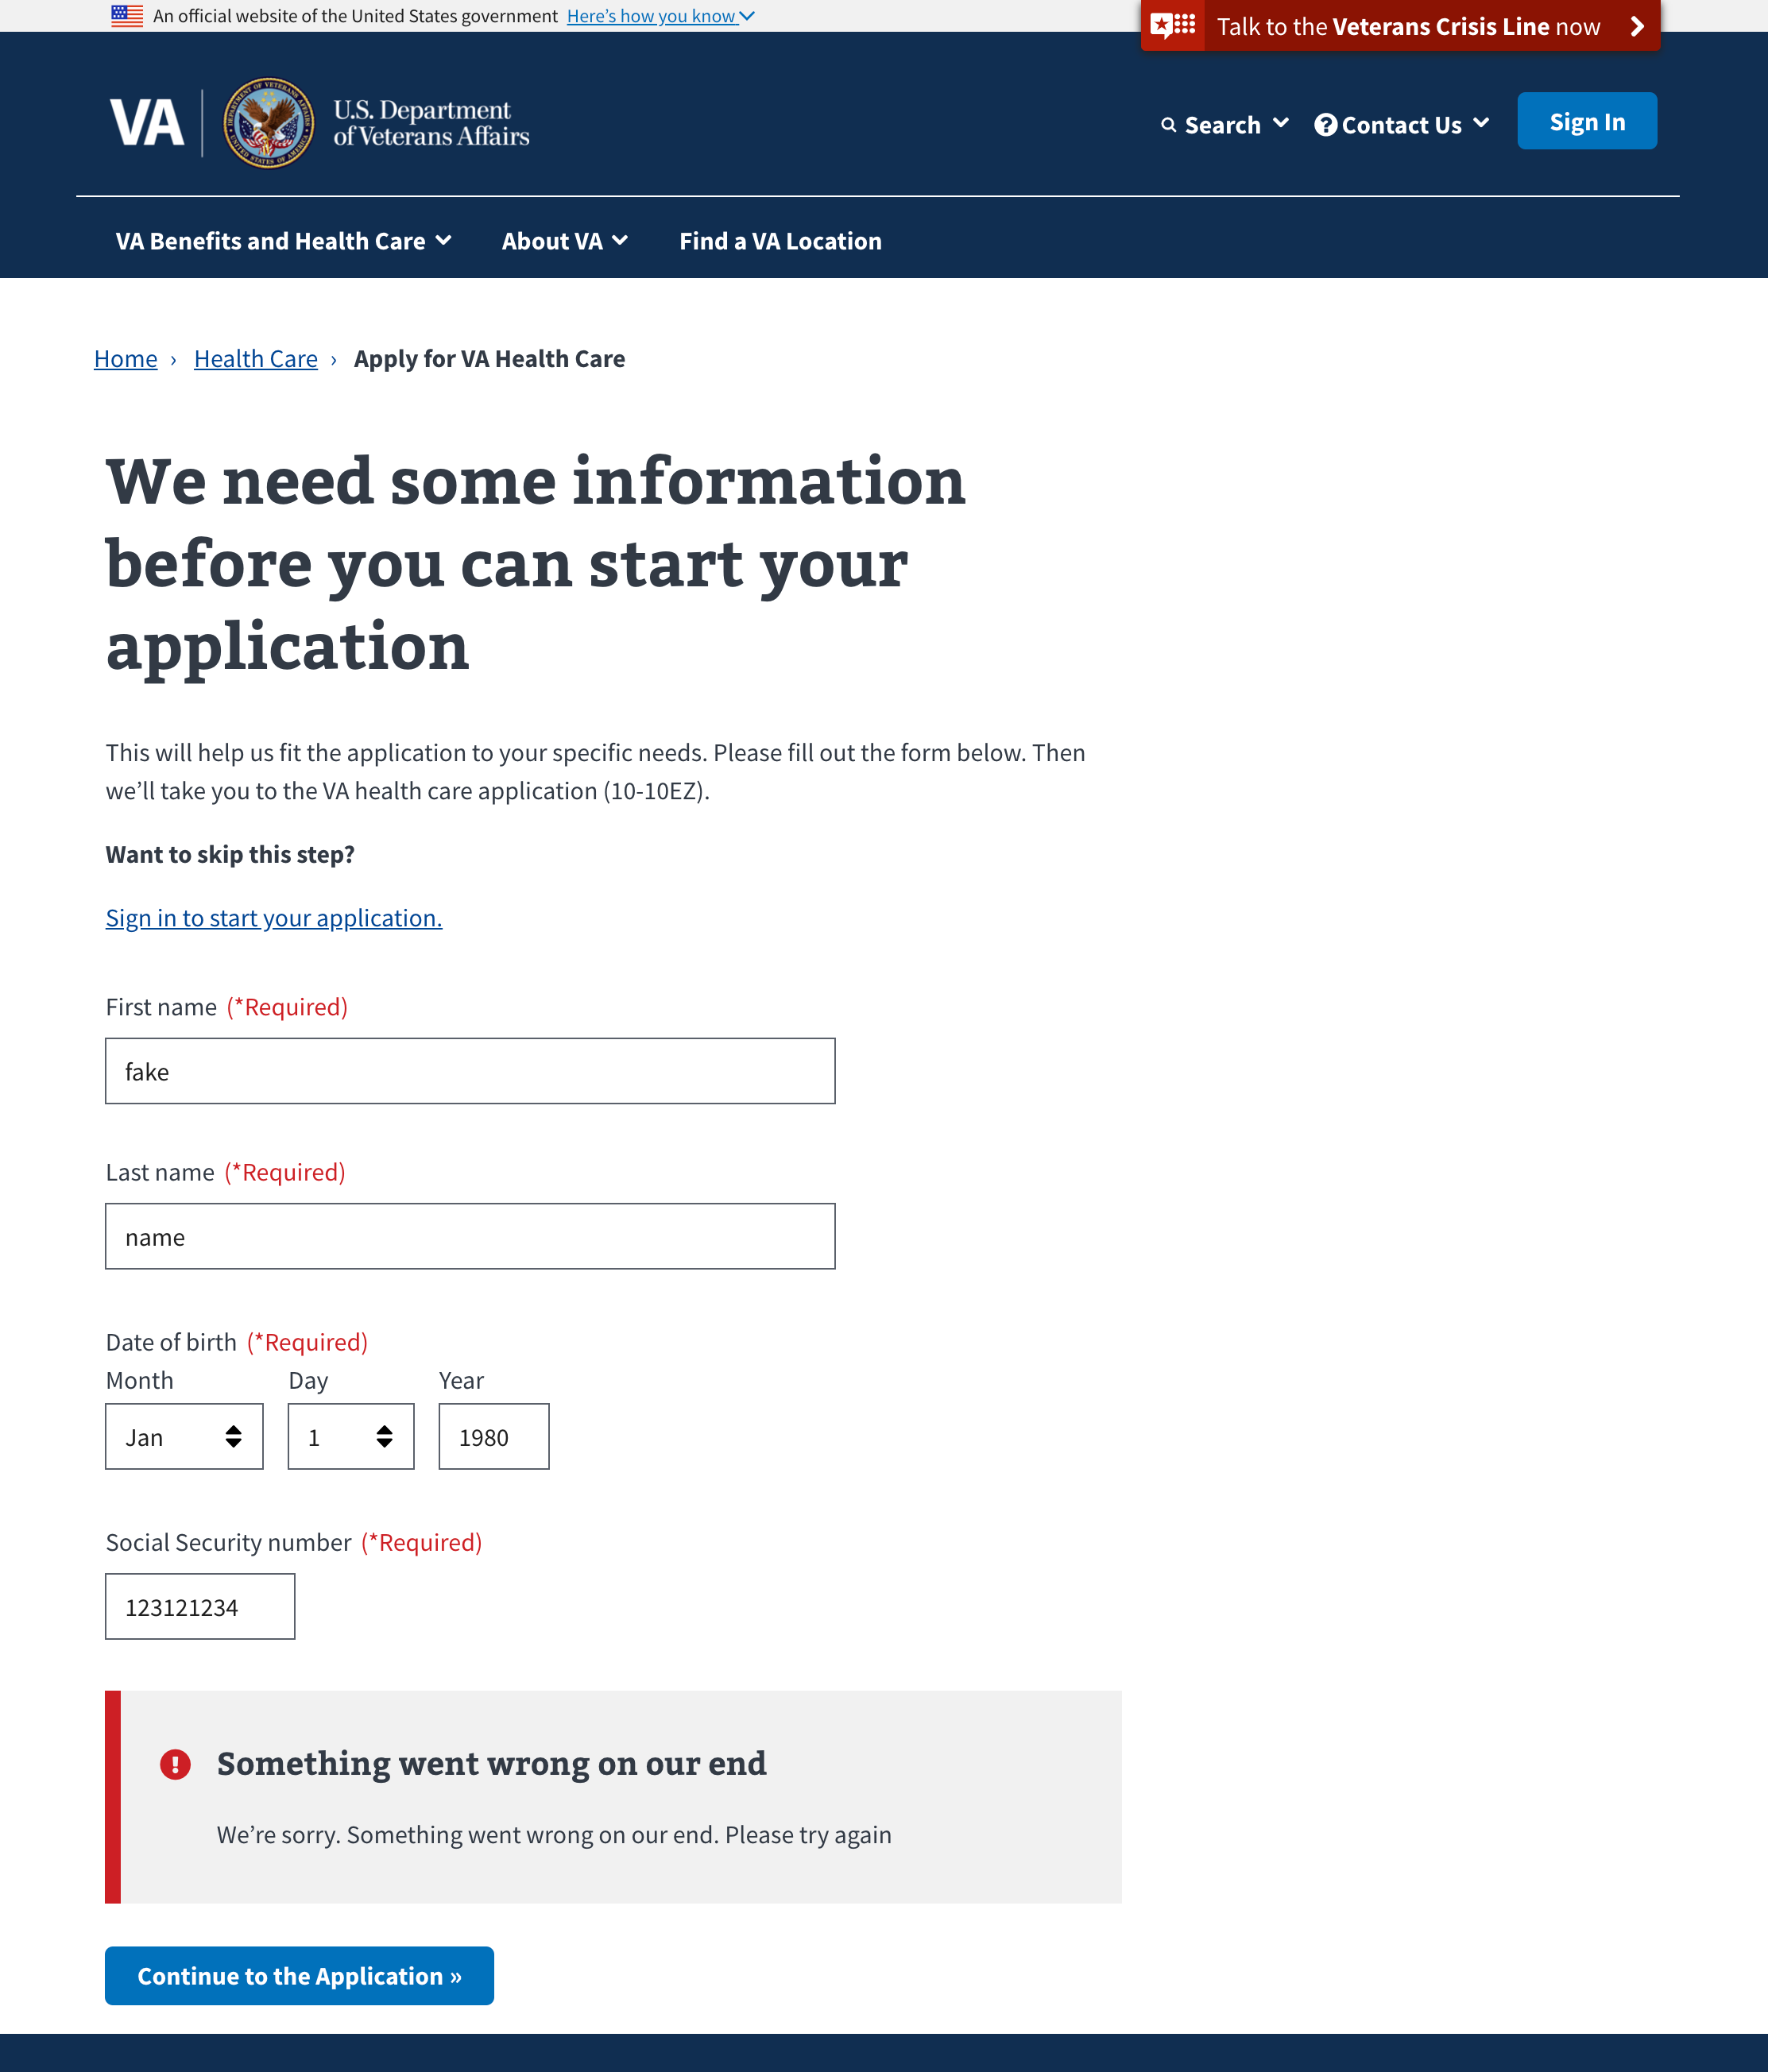 An official website of the United States government Here’s how you know
Talk to the Veterans Crisis Line now
VA
U.S. Department
of Veterans Affairs
Search
Contact Us
Sign In
VA Benefits and Health Care
About VA
Find a VA Location
Home › Health Care › Apply for VA Health Care
We need some information
before you can start your
application
This will help us fit the application to your specific needs. Please fill out the form below. Then
we’ll take you to the VA health care application (10-10EZ).
Want to skip this step?
Sign in to start your application.
First name (*Required)
fake
Last name (*Required)
name
Date of birth (*Required)
Month Day Year
Jan 1 1980
Social Security number (*Required)
123121234
Something went wrong on our end
We’re sorry. Something went wrong on our end. Please try again
Continue to the Application »